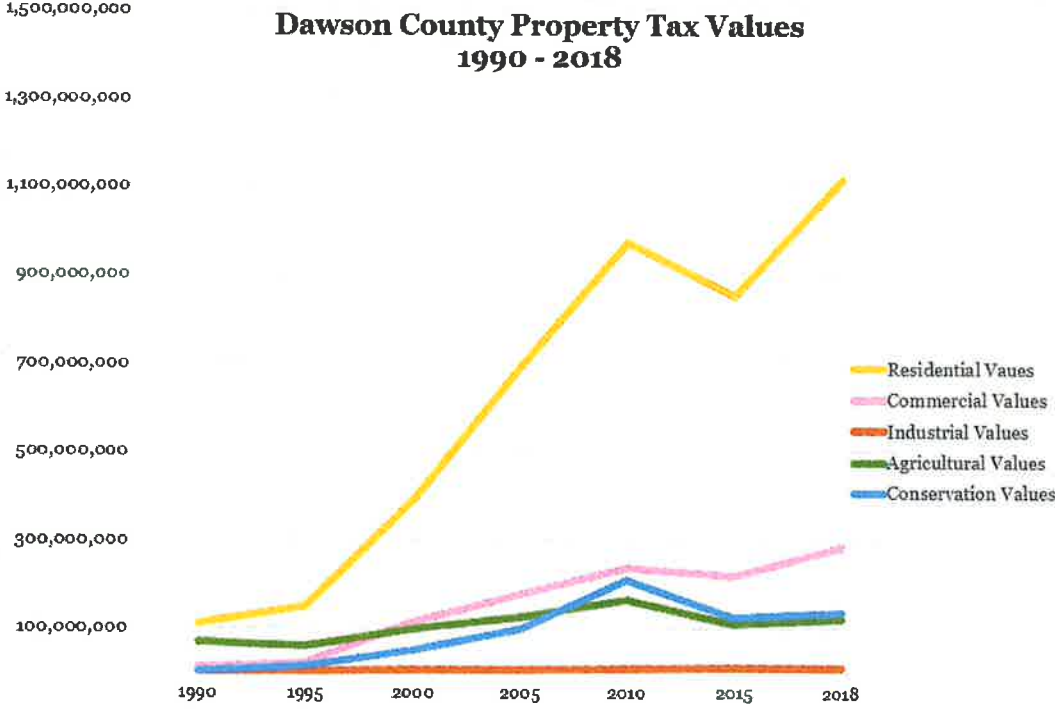 Dawson County Property Tax Values
1990 - 2018
1,500,000,000
1,300,000,000
1,100,000,000
900,000,000
700,000,000
500,000,000
300,000,000
100,000,000
1990 1995 2000 2005 2010 2015 2018
Residential Vaues
Commercial Values
Industrial Values
Agricultural Values
Conservation Values